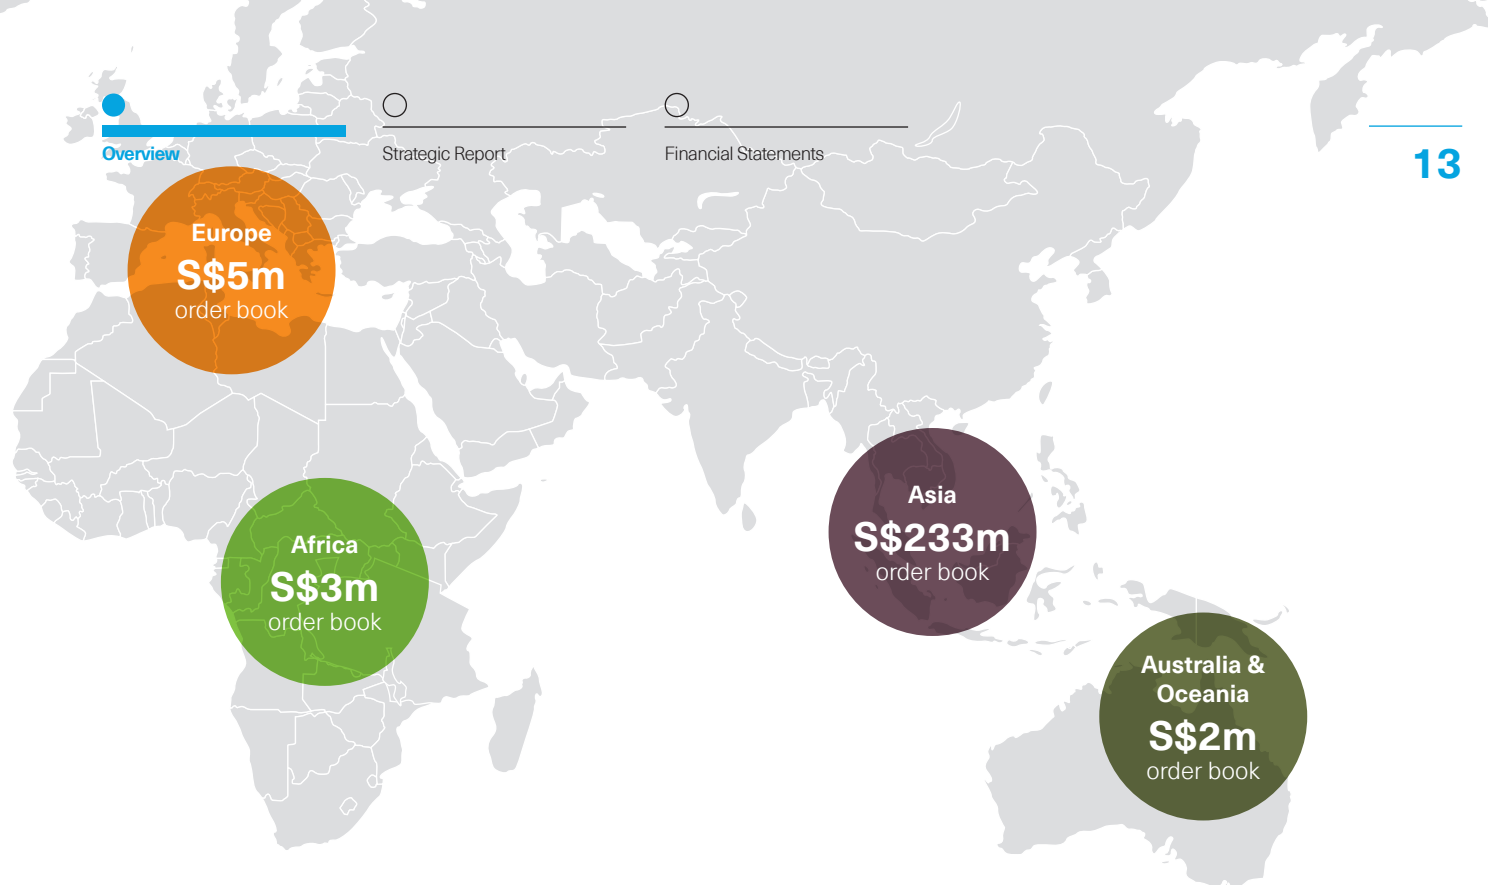 Overview
Strategic Report
Financial Statements
13
Europe
S$5m
order book
Africa
S$3m
order book
Asia
S$233m
order book
Australia &
Oceania
S$2m
order book